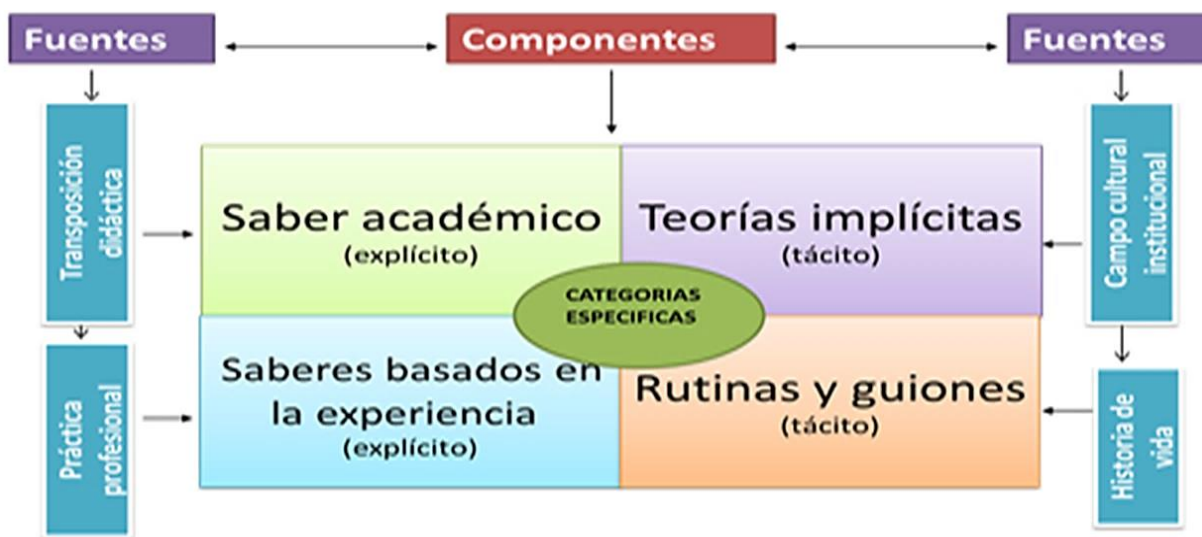 Fuentes
Componentes
Fuentes
Transposición
didáctica
Práctica
profesional
Saber académico
(explícito)
Teorías implícitas
(tácito)
CATEGORIAS
ESPECIFICAS
Saberes basados en
la experiencia
(explícito)
Rutinas y guiones
(tácito)
Campo cultural
institucional
Historia de
vida